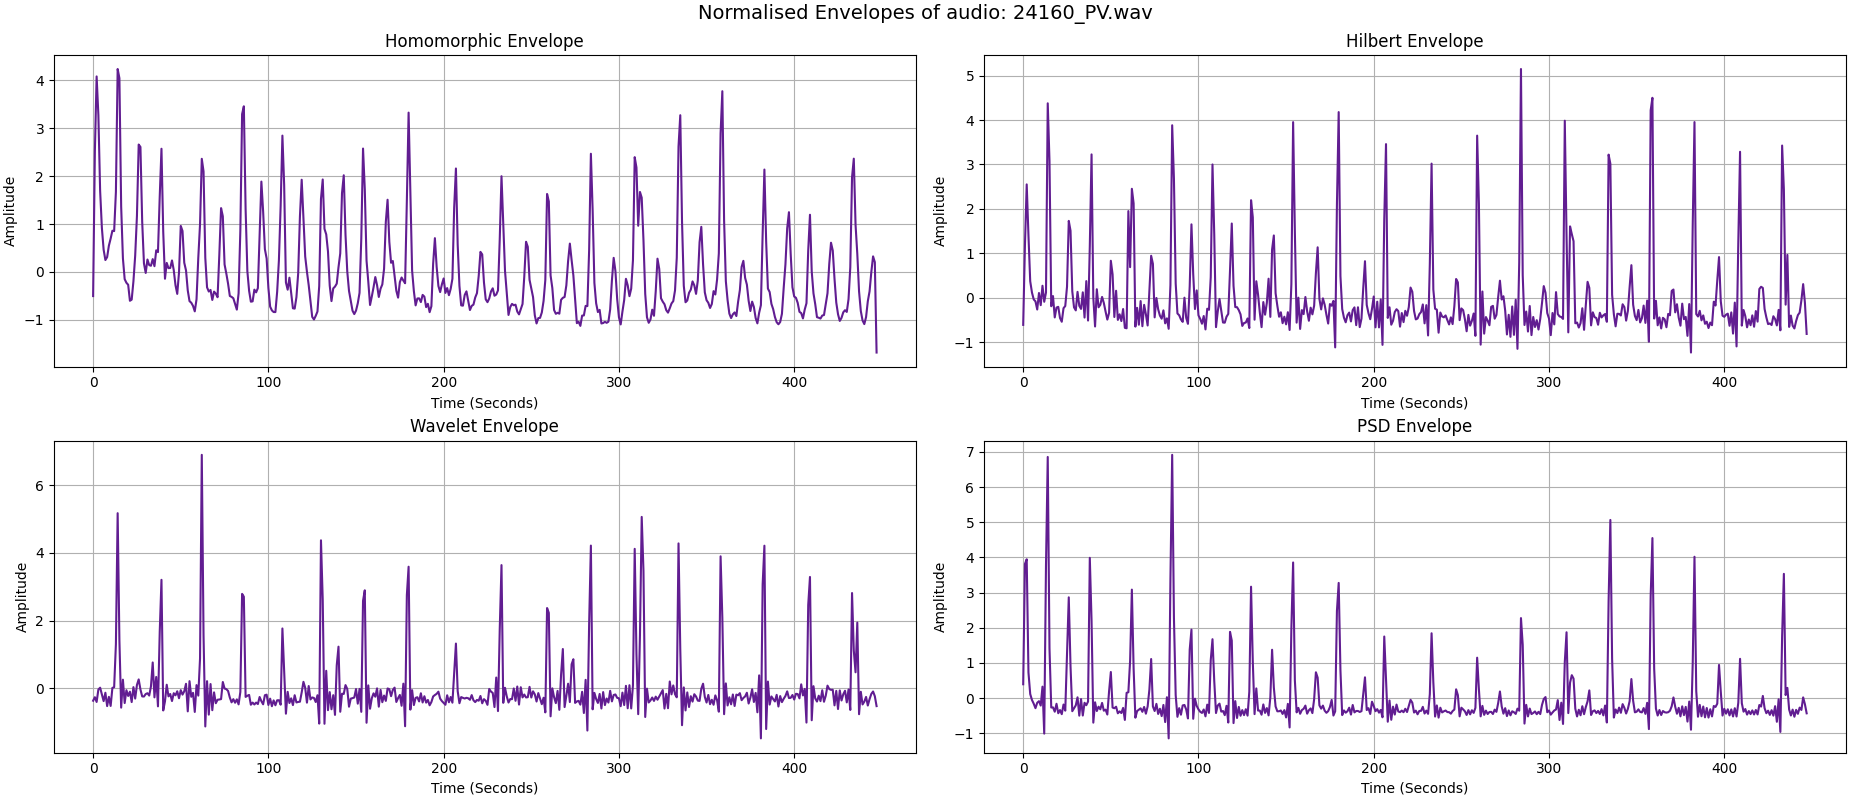 Normalised Envelopes of audio: 24160_PV.wav
Homomorphic Envelope
Amplitude
4
3
2
1
0
−1
0 100 200 300 400
Time (Seconds)
Hilbert Envelope
Amplitude
5
4
3
2
1
0
−1
0 100 200 300 400
Time (Seconds)
Wavelet Envelope
Amplitude
6
4
2
0
0 100 200 300 400
Time (Seconds)
PSD Envelope
Amplitude
7
6
5
4
3
2
1
0
−1
0 100 200 300 400
Time (Seconds)